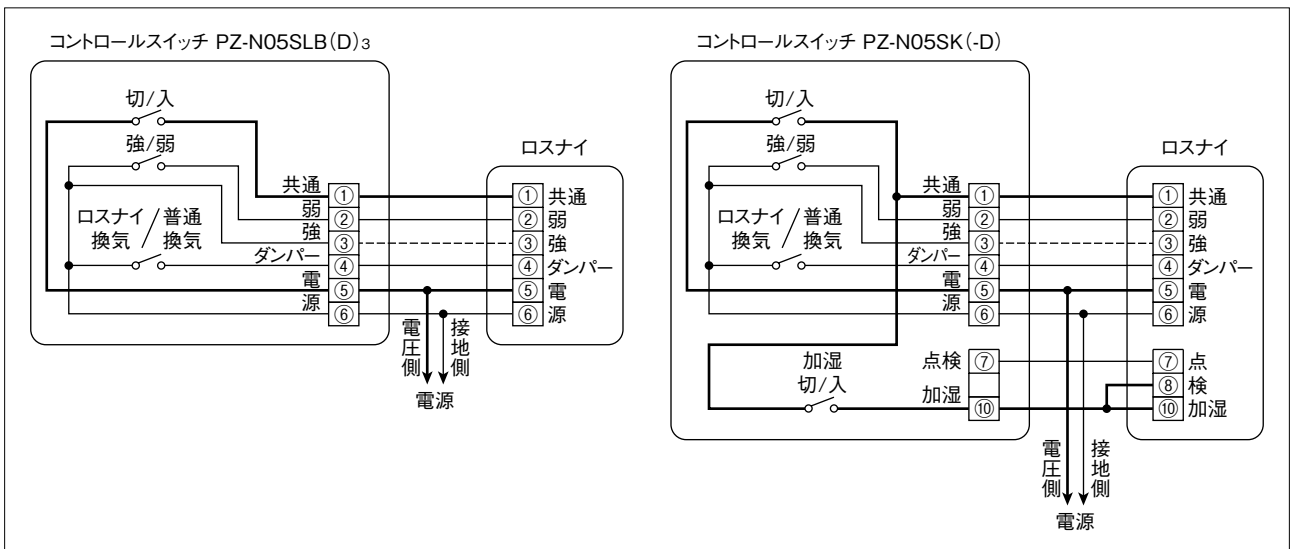 コントロールスイッチ PZ-N05SLB(D)3
切/入
強/弱
ロスナイ換気/普通換気
共通
弱
強
ダンパー
電
源
①
②
③
④
⑤
⑥
ロスナイ
① 共通
② 弱
③ 強
④ ダンパー
⑤ 電
⑥ 源
電圧側
接地側
電源
コントロールスイッチ PZ-N05SK(-D)
切/入
強/弱
ロスナイ換気/普通換気
共通
弱
強
ダンパー
電
源
①
②
③
④
⑤
⑥
加湿
切/入
点検 ⑦
加湿 ⑩
ロスナイ
① 共通
② 弱
③ 強
④ ダンパー
⑤ 電
⑥ 源
⑦ 点
⑧ 検
⑩ 加湿
電圧側
接地側
電源